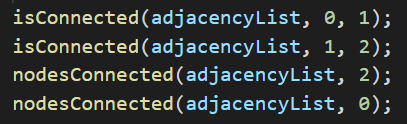 isConnected(adjacencyList, 0, 1);
isConnected(adjacencyList, 1, 2);
nodesConnected(adjacencyList, 2);
nodesConnected(adjacencyList, 0);